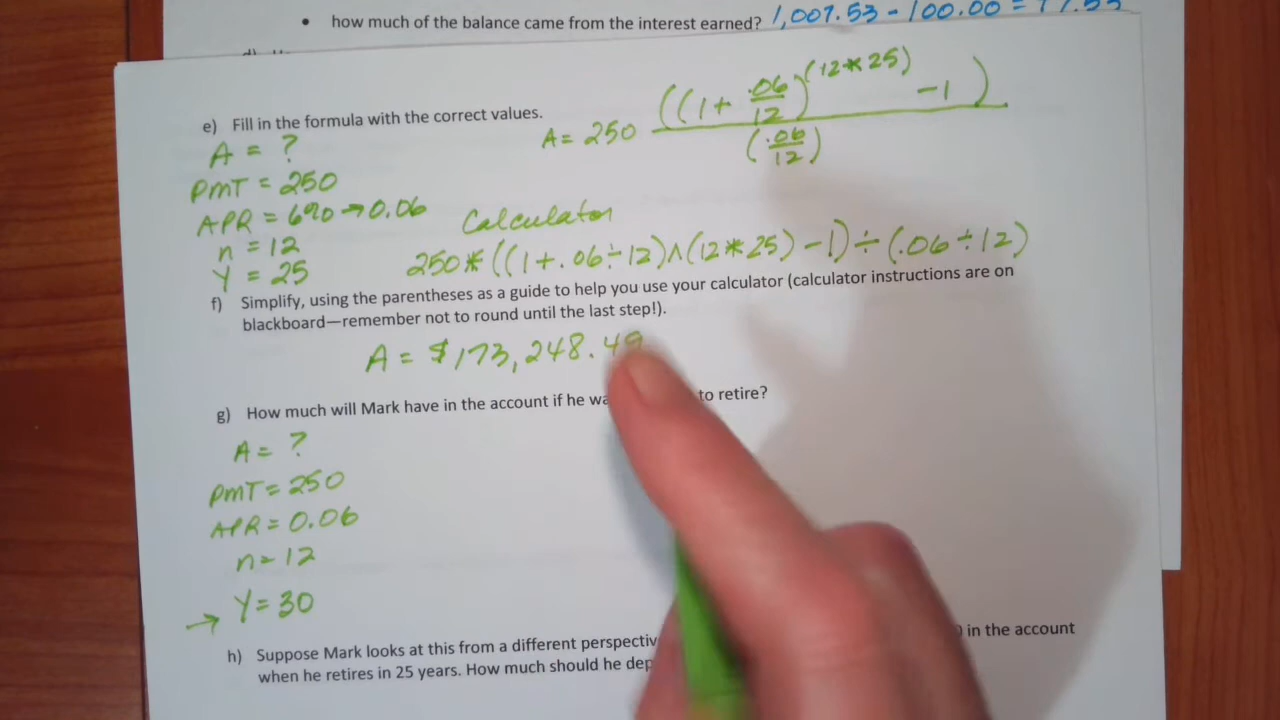 • how much of the balance came from the interest earned? 1,007.53 - 100.00 =
e) Fill in the formula with the correct values.
A = 250 ((1 + .06/12)^(12*25) - 1) / (.06/12)
A = ?
PMT = 250
APR = 6% → 0.06
n = 12
Y = 25
Calculator
250*((1+.06÷12)^(12*25) -1)÷(.06÷12)
f) Simplify, using the parentheses as a guide to help you use your calculator (calculator instructions are on
blackboard—remember not to round until the last step!).
A = $173,248.49
g) How much will Mark have in the account if he to retire?
A = ?
PMT = 250
APR = 0.06
n = 12
→ Y = 30
h) Suppose Mark looks at this from a different in the account
when he retires in 25 years. How much should he